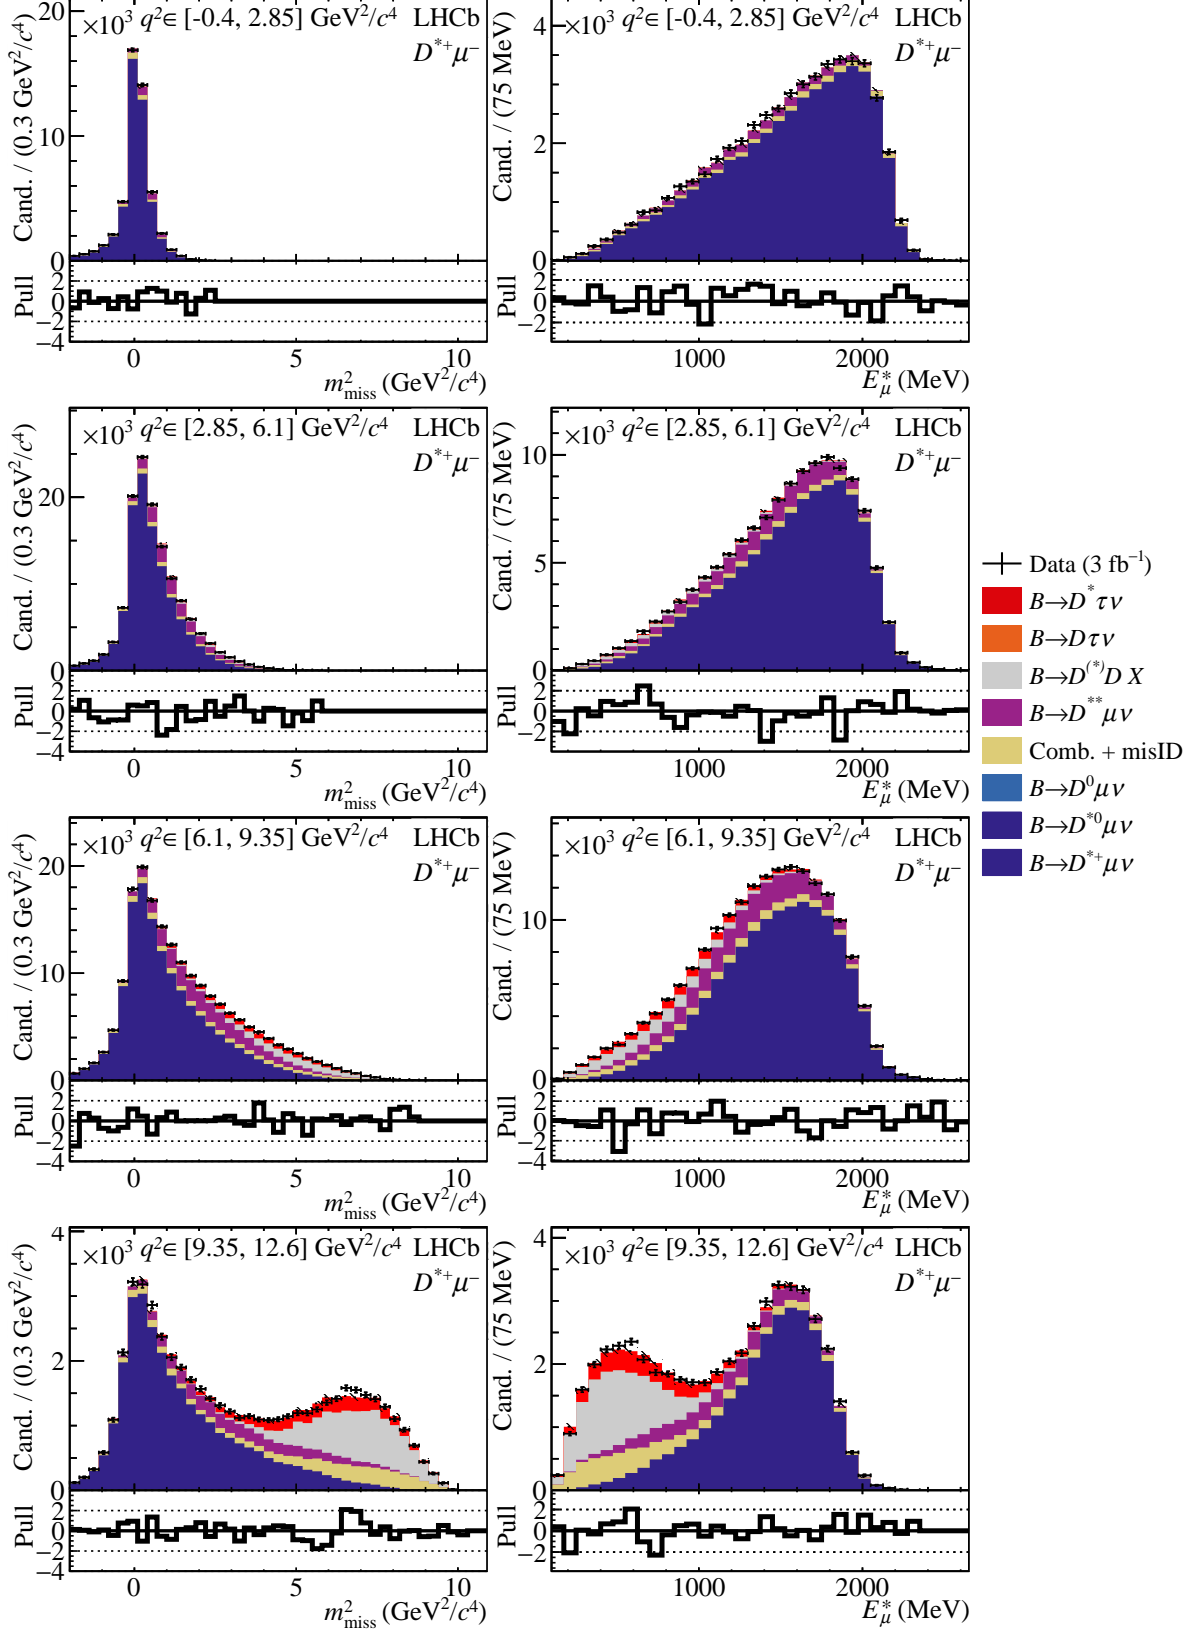 ×10³ q² ∈ [-0.4, 2.85] GeV²/c⁴ LHCb
D*⁺μ⁻
Cand. / (0.3 GeV²/c⁴)
20
10
0
Pull
2
0
−2
−4
0 5 10
m²miss (GeV²/c⁴)
×10³ q² ∈ [-0.4, 2.85] GeV²/c⁴ LHCb
D*⁺μ⁻
Cand. / (75 MeV)
4
2
0
Pull
2
0
−2
1000 2000
E*μ (MeV)
×10³ q² ∈ [2.85, 6.1] GeV²/c⁴ LHCb
D*⁺μ⁻
Cand. / (0.3 GeV²/c⁴)
20
0
Pull
2
0
−2
−4
0 5 10
m²miss (GeV²/c⁴)
×10³ q² ∈ [2.85, 6.1] GeV²/c⁴ LHCb
D*⁺μ⁻
Cand. / (75 MeV)
10
5
0
Pull
2
0
−2
1000 2000
E*μ (MeV)
Data (3 fb⁻¹)
B→D*τν
B→Dτν
B→D⁽*⁾D X
B→D**μν
Comb. + misID
B→D⁰μν
B→D*⁰μν
B→D*⁺μν
×10³ q² ∈ [6.1, 9.35] GeV²/c⁴ LHCb
D*⁺μ⁻
Cand. / (0.3 GeV²/c⁴)
20
10
0
Pull
2
0
−2
−4
0 5 10
m²miss (GeV²/c⁴)
×10³ q² ∈ [6.1, 9.35] GeV²/c⁴ LHCb
D*⁺μ⁻
Cand. / (75 MeV)
10
0
Pull
2
0
−2
−4
1000 2000
E*μ (MeV)
×10³ q² ∈ [9.35, 12.6] GeV²/c⁴ LHCb
D*⁺μ⁻
Cand. / (0.3 GeV²/c⁴)
4
2
0
Pull
2
0
−2
−4
0 5 10
m²miss (GeV²/c⁴)
×10³ q² ∈ [9.35, 12.6] GeV²/c⁴ LHCb
D*⁺μ⁻
Cand. / (75 MeV)
4
2
0
Pull
2
0
−2
1000 2000
E*μ (MeV)